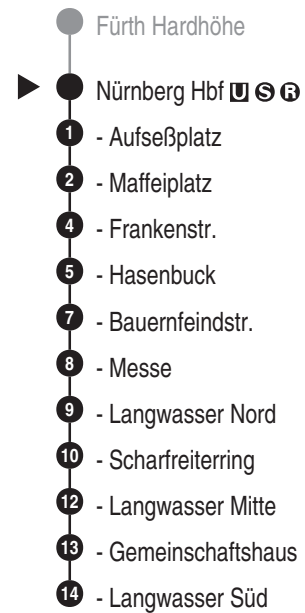 Fürth Hardhöhe
Nürnberg Hbf U S R
1 - Aufseßplatz
2 - Maffeiplatz
4 - Frankenstr.
5 - Hasenbuck
7 - Bauernfeindstr.
8 - Messe
9 - Langwasser Nord
10 - Scharfreiterring
12 - Langwasser Mitte
13 - Gemeinschaftshaus
14 - Langwasser Süd